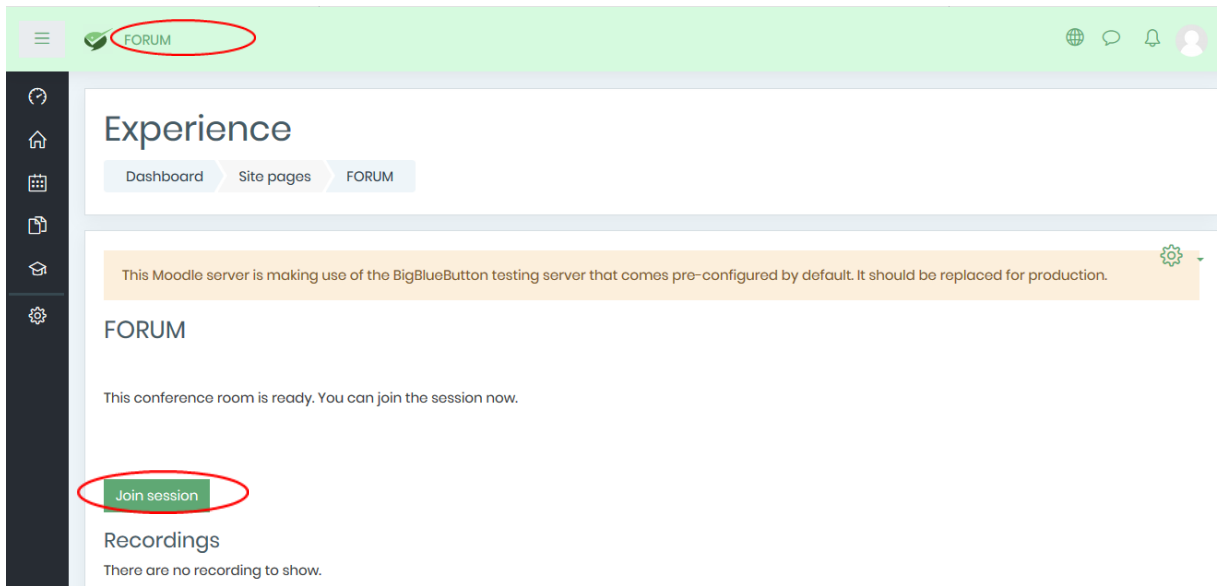 FORUM
Experience
Dashboard Site pages FORUM
This Moodle server is making use of the BigBlueButton testing server that comes pre-configured by default. It should be replaced for production.
FORUM
This conference room is ready. You can join the session now.
Join session
Recordings
There are no recording to show.